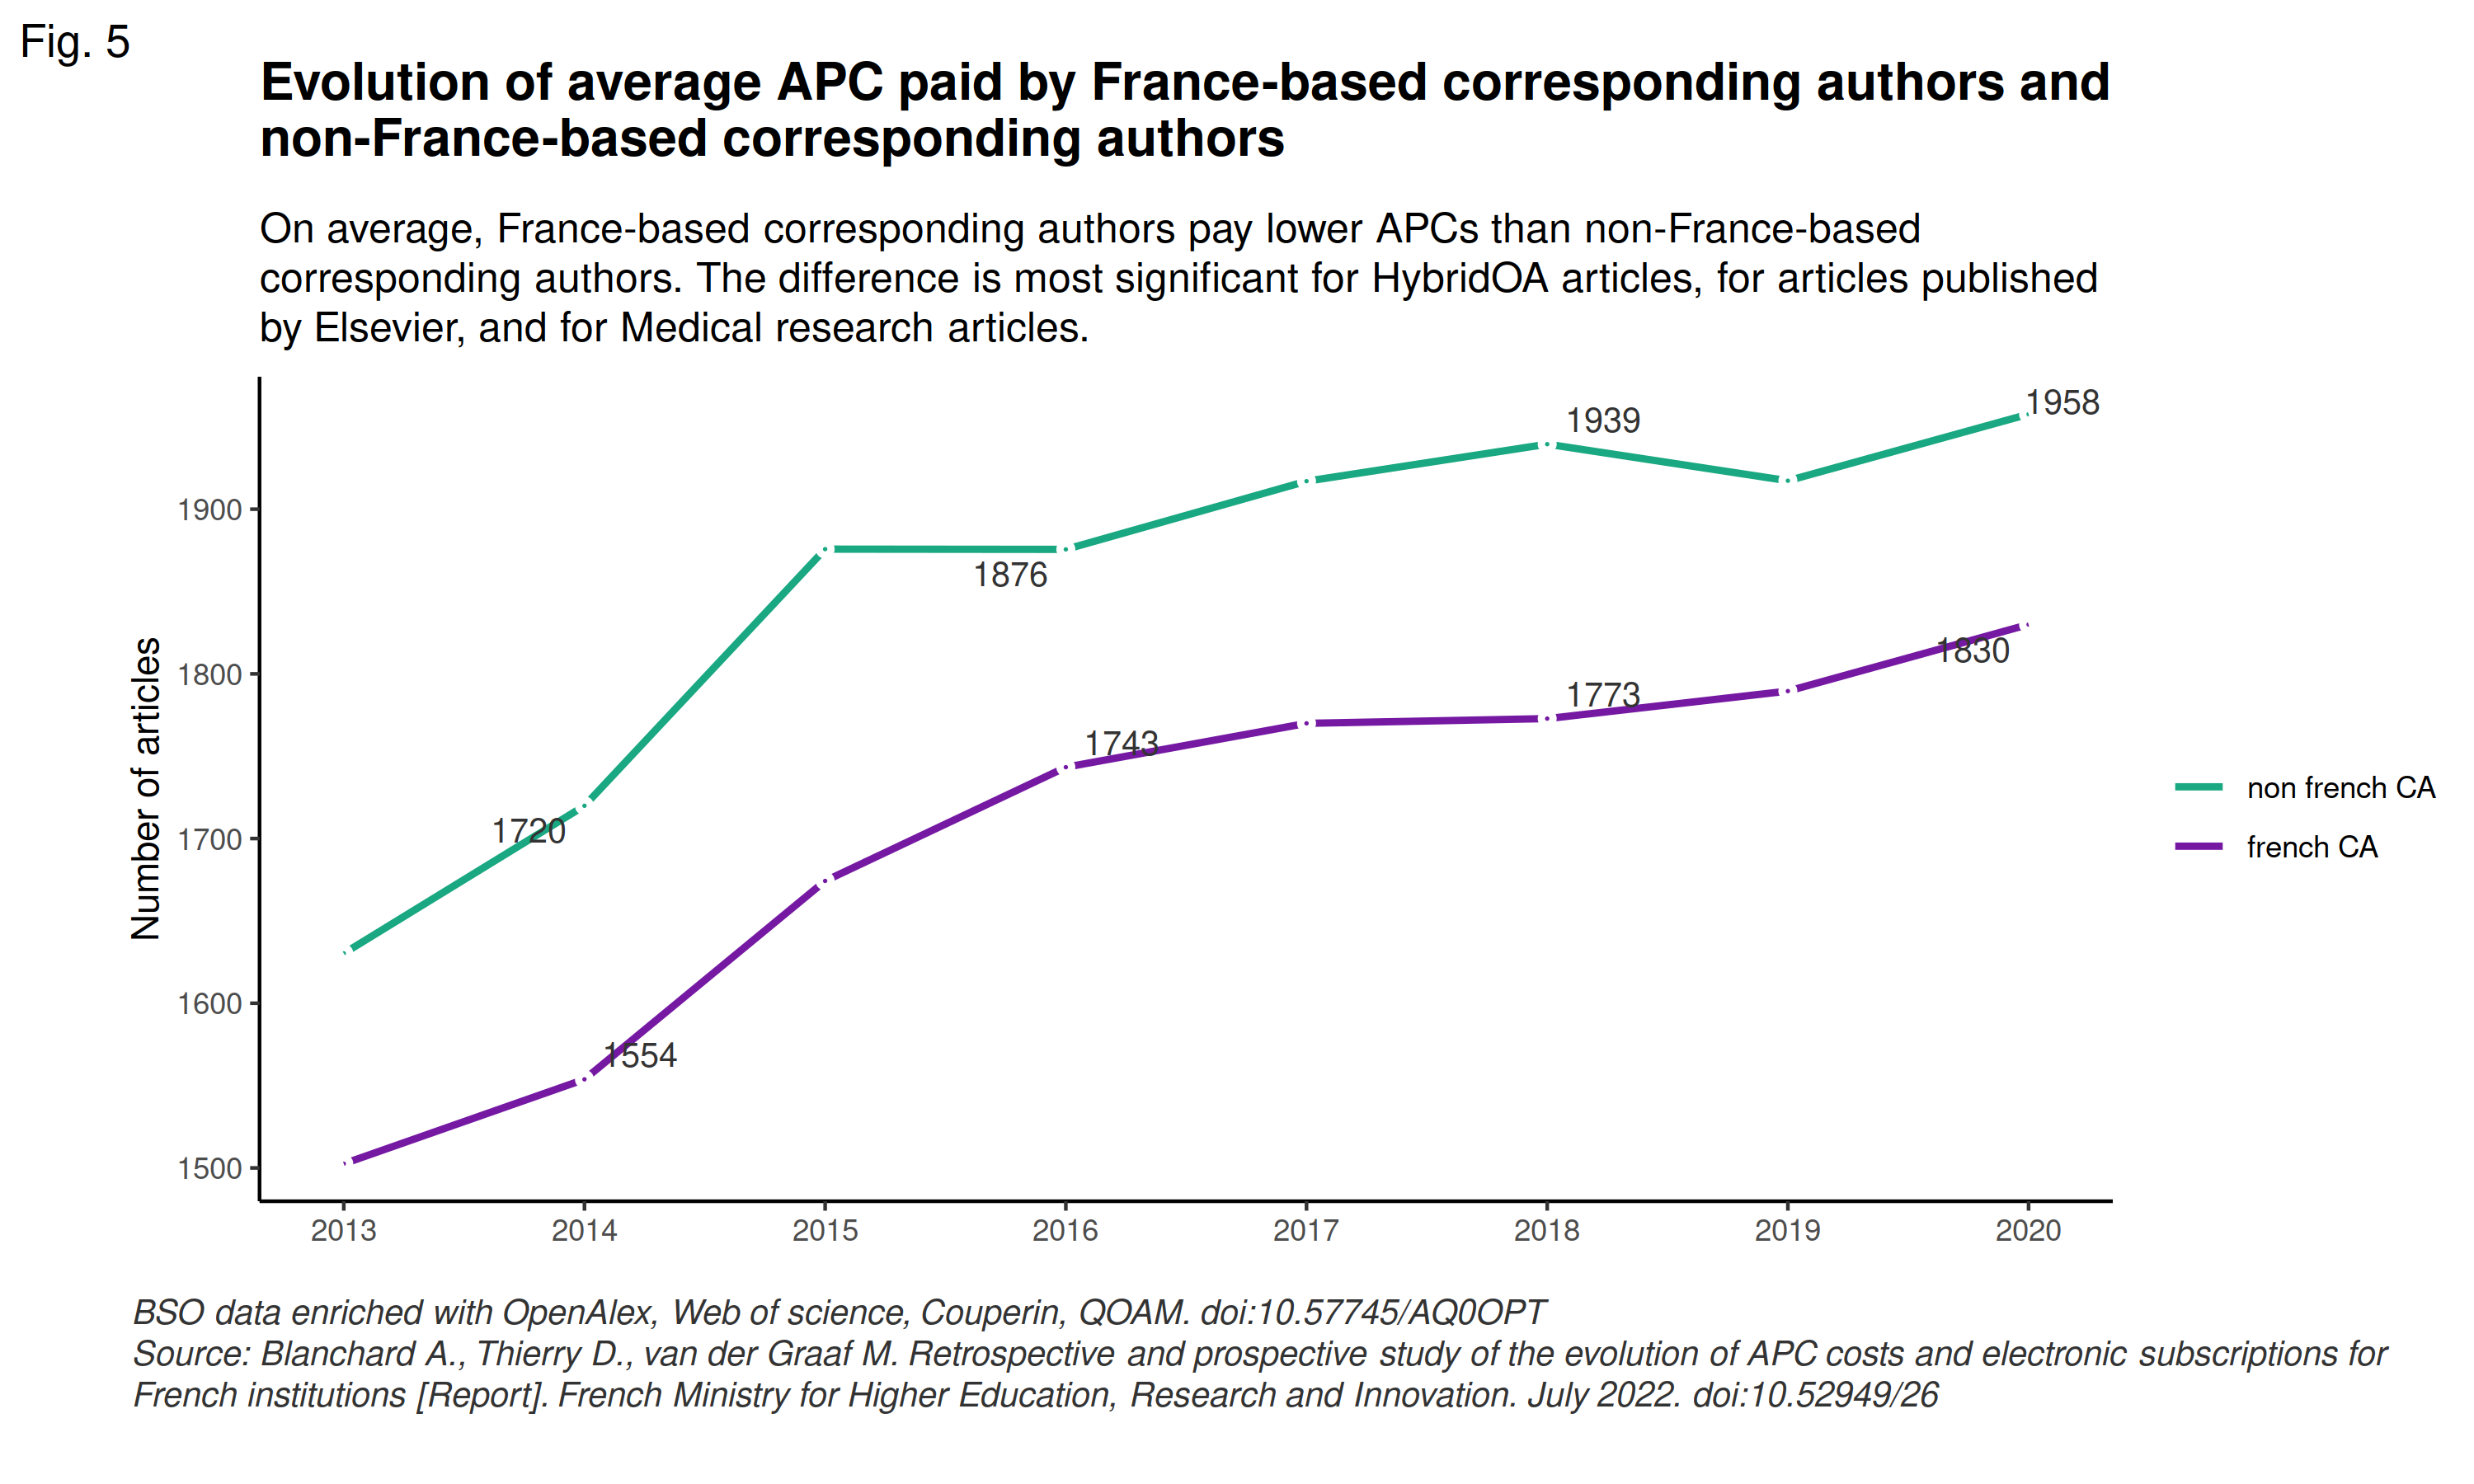 Fig. 5
Evolution of average APC paid by France-based corresponding authors and
non-France-based corresponding authors
On average, France-based corresponding authors pay lower APCs than non-France-based
corresponding authors. The difference is most significant for HybridOA articles, for articles published
by Elsevier, and for Medical research articles.
Number of articles
1900
1800
1700
1600
1500
1720
1876
1939
1958
1554
1743
1773
1830
non french CA
french CA
2013 2014 2015 2016 2017 2018 2019 2020
BSO data enriched with OpenAlex, Web of science, Couperin, QOAM. doi:10.57745/AQ0OPT
Source: Blanchard A., Thierry D., van der Graaf M. Retrospective and prospective study of the evolution of APC costs and electronic subscriptions for
French institutions [Report]. French Ministry for Higher Education, Research and Innovation. July 2022. doi:10.52949/26